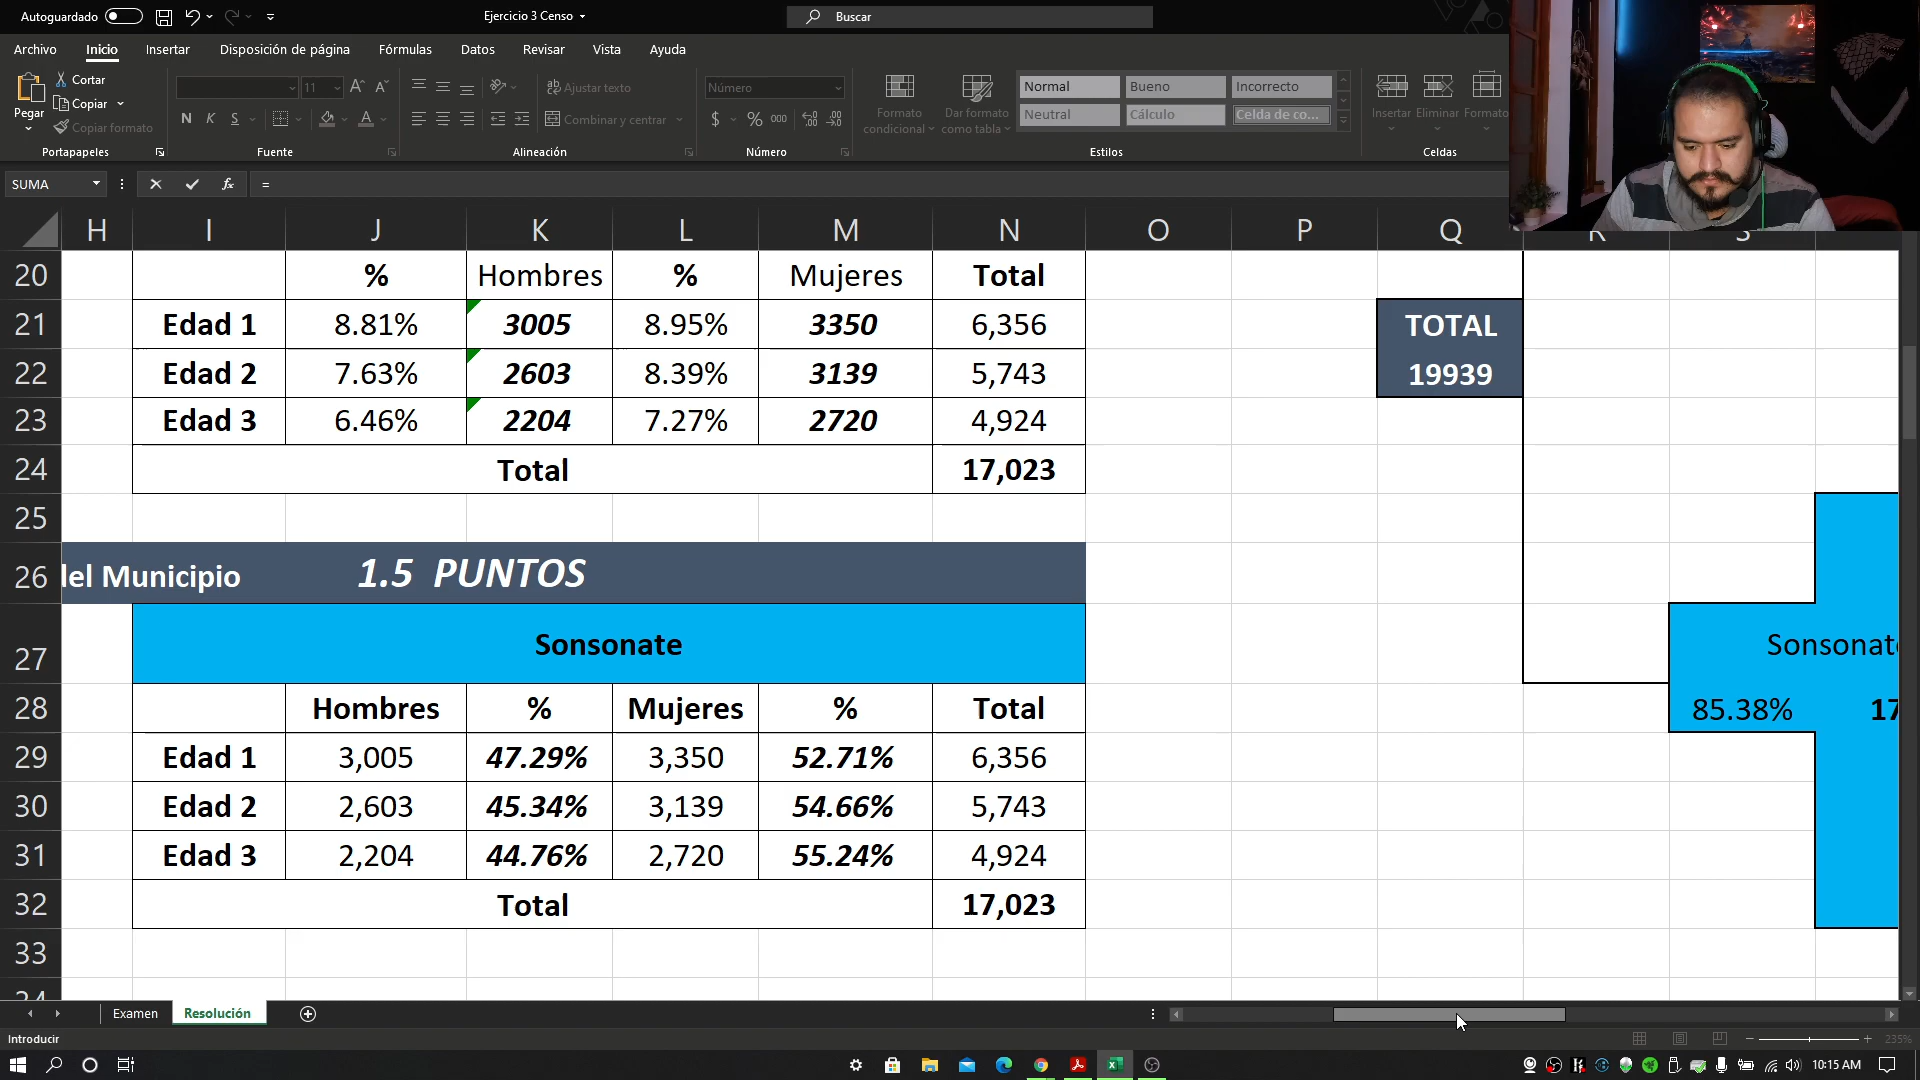 Autoguardado
Ejercicio 3 Censo
Buscar
Archivo Inicio Insertar Disposición de página Fórmulas Datos Revisar Vista Ayuda
Pegar
Cortar
Copiar
Copiar formato
Portapapeles
11
N K S
Fuente
Ajustar texto
Combinar y centrar
Alineación
Número
$ % 000
Número
Formato condicional
Dar formato como tabla
Normal Bueno Incorrecto
Neutral Cálculo Celda de co...
Estilos
Insertar Eliminar Formato
Celdas
SUMA
fx =
H I J K L M N O P Q
20 % Hombres % Mujeres Total
21 Edad 1 8.81% 3005 8.95% 3350 6,356 TOTAL
22 Edad 2 7.63% 2603 8.39% 3139 5,743 19939
23 Edad 3 6.46% 2204 7.27% 2720 4,924
24 Total 17,023
25
26 del Municipio 1.5 PUNTOS
27 Sonsonate Sonsonate
28 Hombres % Mujeres % Total 85.38% 17
29 Edad 1 3,005 47.29% 3,350 52.71% 6,356
30 Edad 2 2,603 45.34% 3,139 54.66% 5,743
31 Edad 3 2,204 44.76% 2,720 55.24% 4,924
32 Total 17,023
33
Examen Resolución
Introducir
235%
10:15 AM